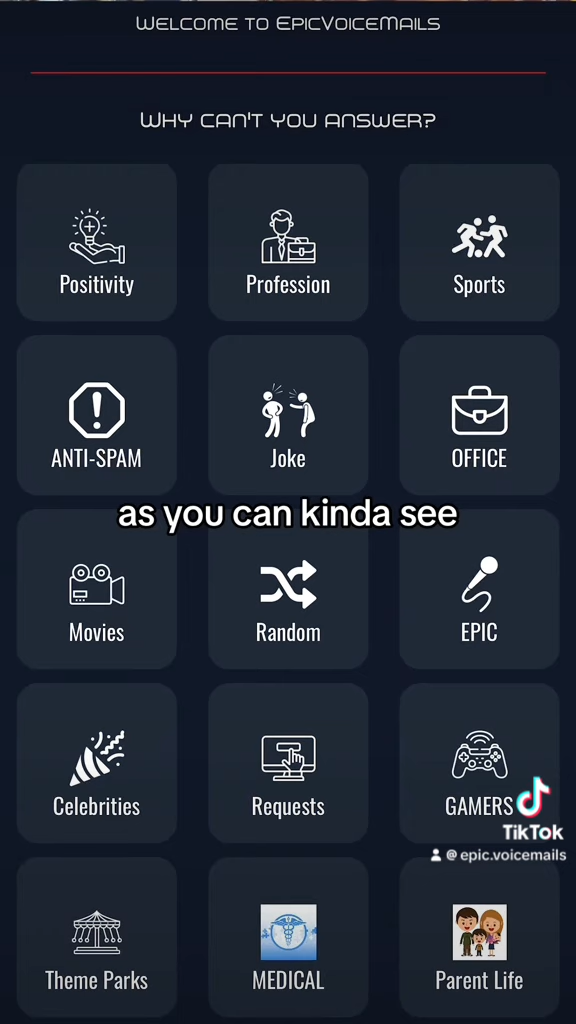 Welcome to EpicVoiceMails
Why can't you answer?
Positivity
Profession
Sports
ANTI-SPAM
Joke
OFFICE
as you can kinda see
Movies
Random
EPIC
Celebrities
Requests
GAMERS
TikTok
@epic.voicemails
Theme Parks
MEDICAL
Parent Life